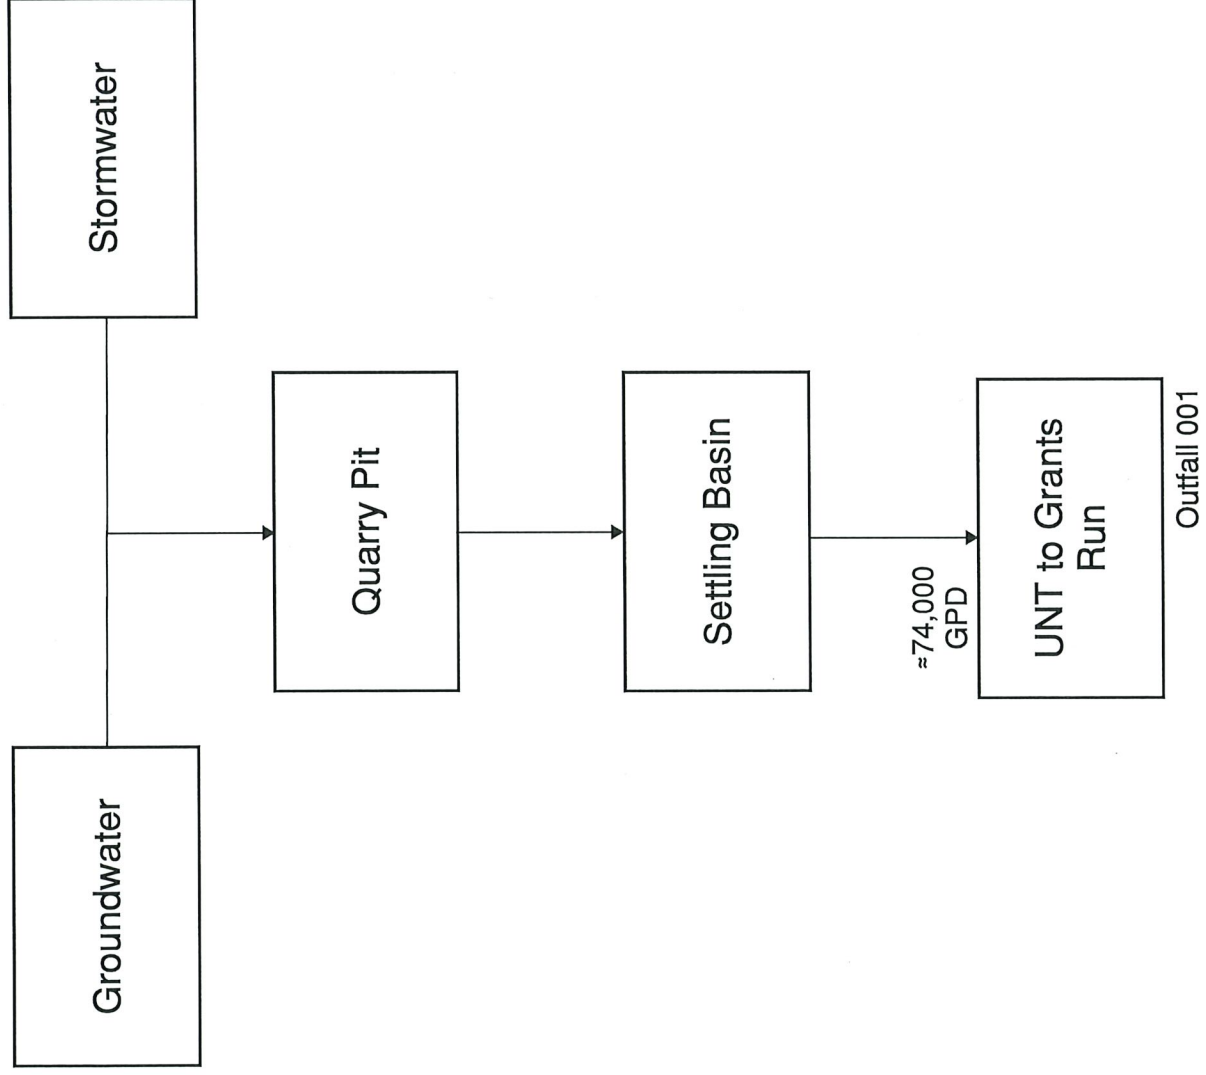 Groundwater
Stormwater
Quarry Pit
Settling Basin
≈74,000
GPD
UNT to Grants
Run
Outfall 001